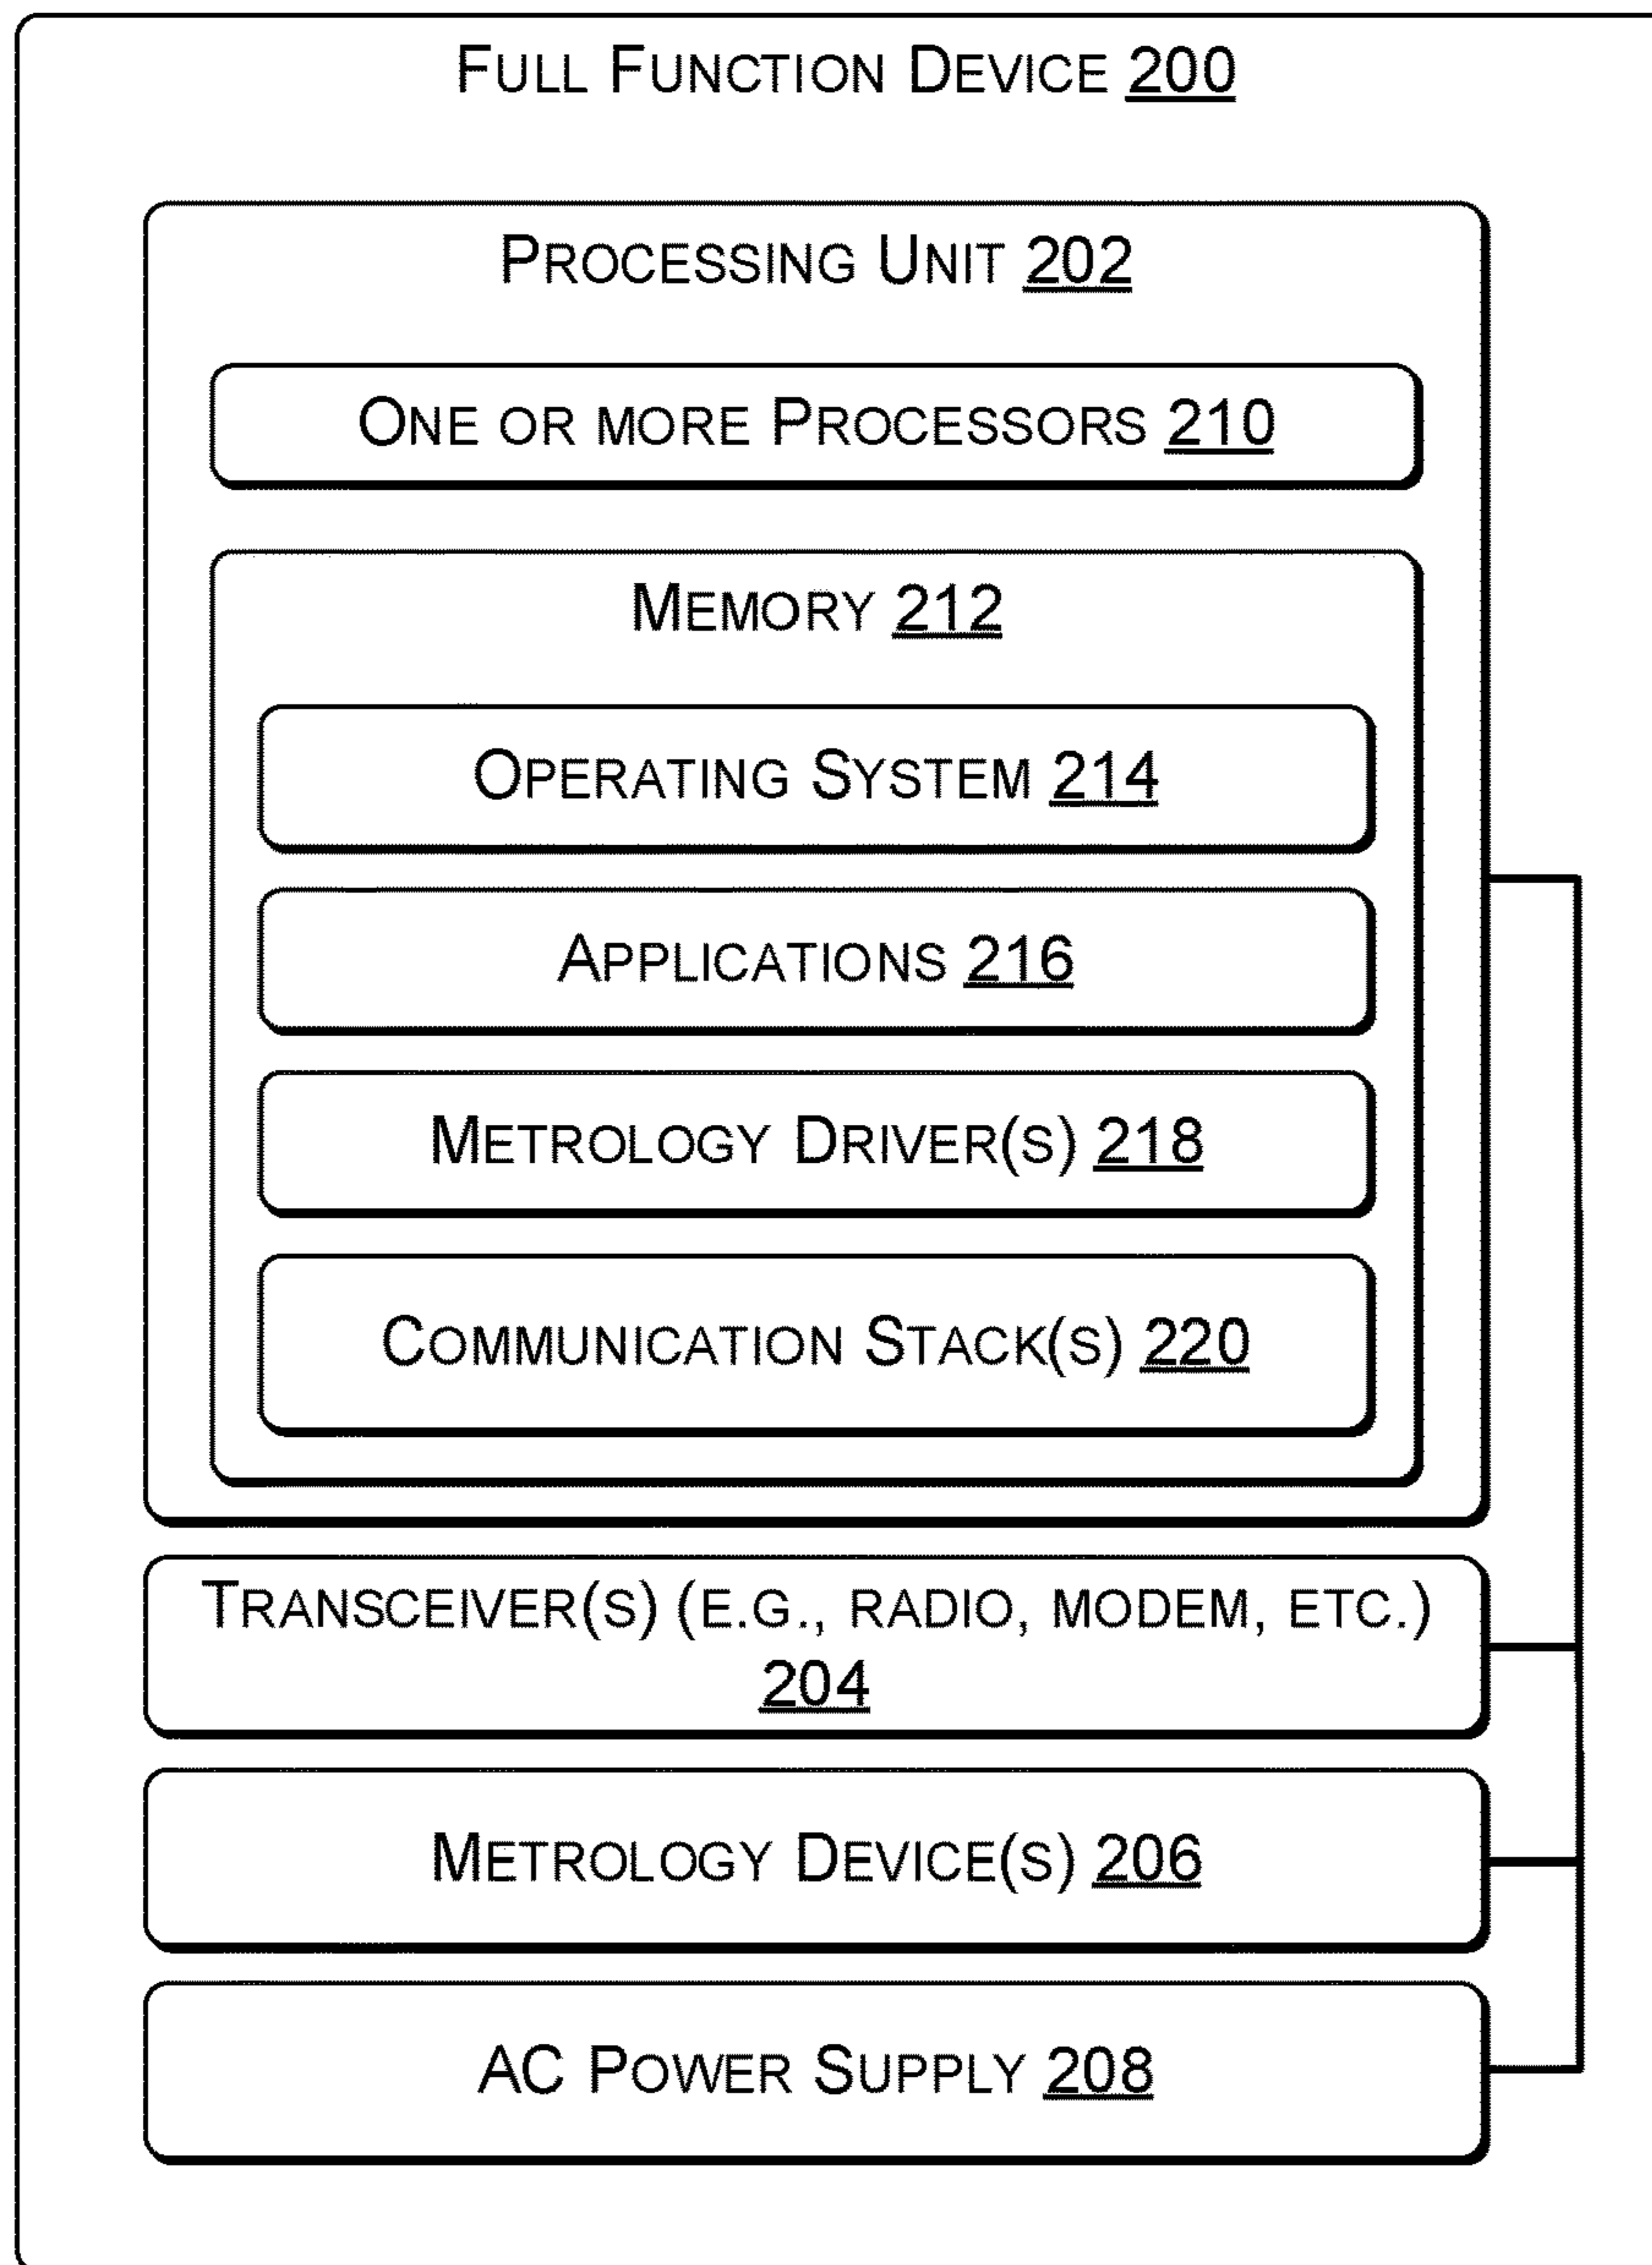 FULL FUNCTION DEVICE 200
PROCESSING UNIT 202
ONE OR MORE PROCESSORS 210
MEMORY 212
OPERATING SYSTEM 214
APPLICATIONS 216
METROLOGY DRIVER(S) 218
COMMUNICATION STACK(S) 220
TRANSCEIVER(S) (E.G., RADIO, MODEM, ETC.)
204
METROLOGY DEVICE(S) 206
AC POWER SUPPLY 208